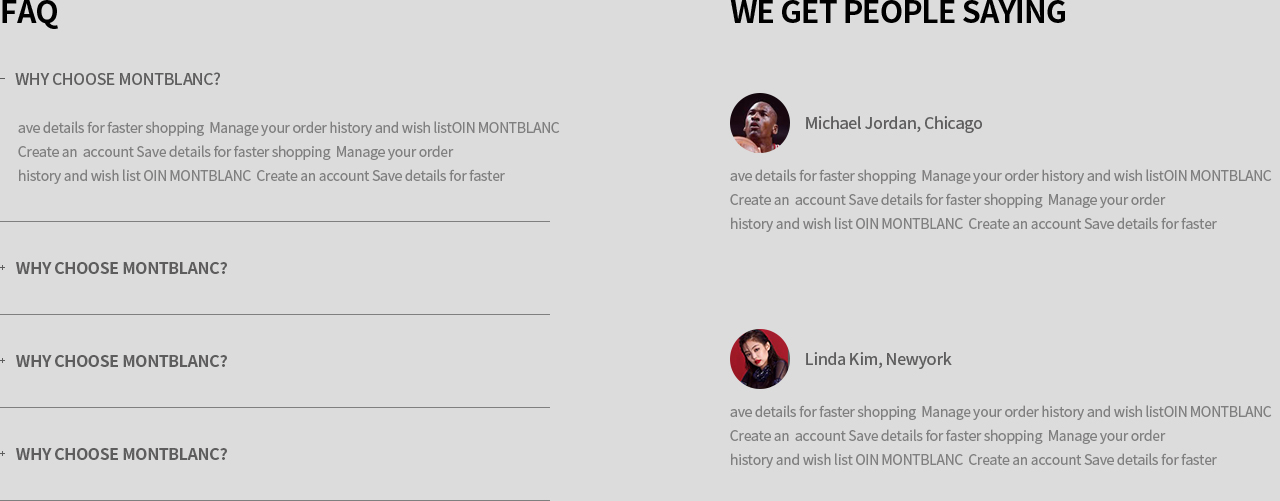 FAQ
WHY CHOOSE MONTBLANC?
ave details for faster shopping Manage your order history and wish listOIN MONTBLANC
Create an account Save details for faster shopping Manage your order
history and wish list OIN MONTBLANC Create an account Save details for faster
WHY CHOOSE MONTBLANC?
WHY CHOOSE MONTBLANC?
WHY CHOOSE MONTBLANC?
WE GET PEOPLE SAYING
Michael Jordan, Chicago
ave details for faster shopping Manage your order history and wish listOIN MONTBLANC
Create an account Save details for faster shopping Manage your order
history and wish list OIN MONTBLANC Create an account Save details for faster
Linda Kim, Newyork
ave details for faster shopping Manage your order history and wish listOIN MONTBLANC
Create an account Save details for faster shopping Manage your order
history and wish list OIN MONTBLANC Create an account Save details for faster